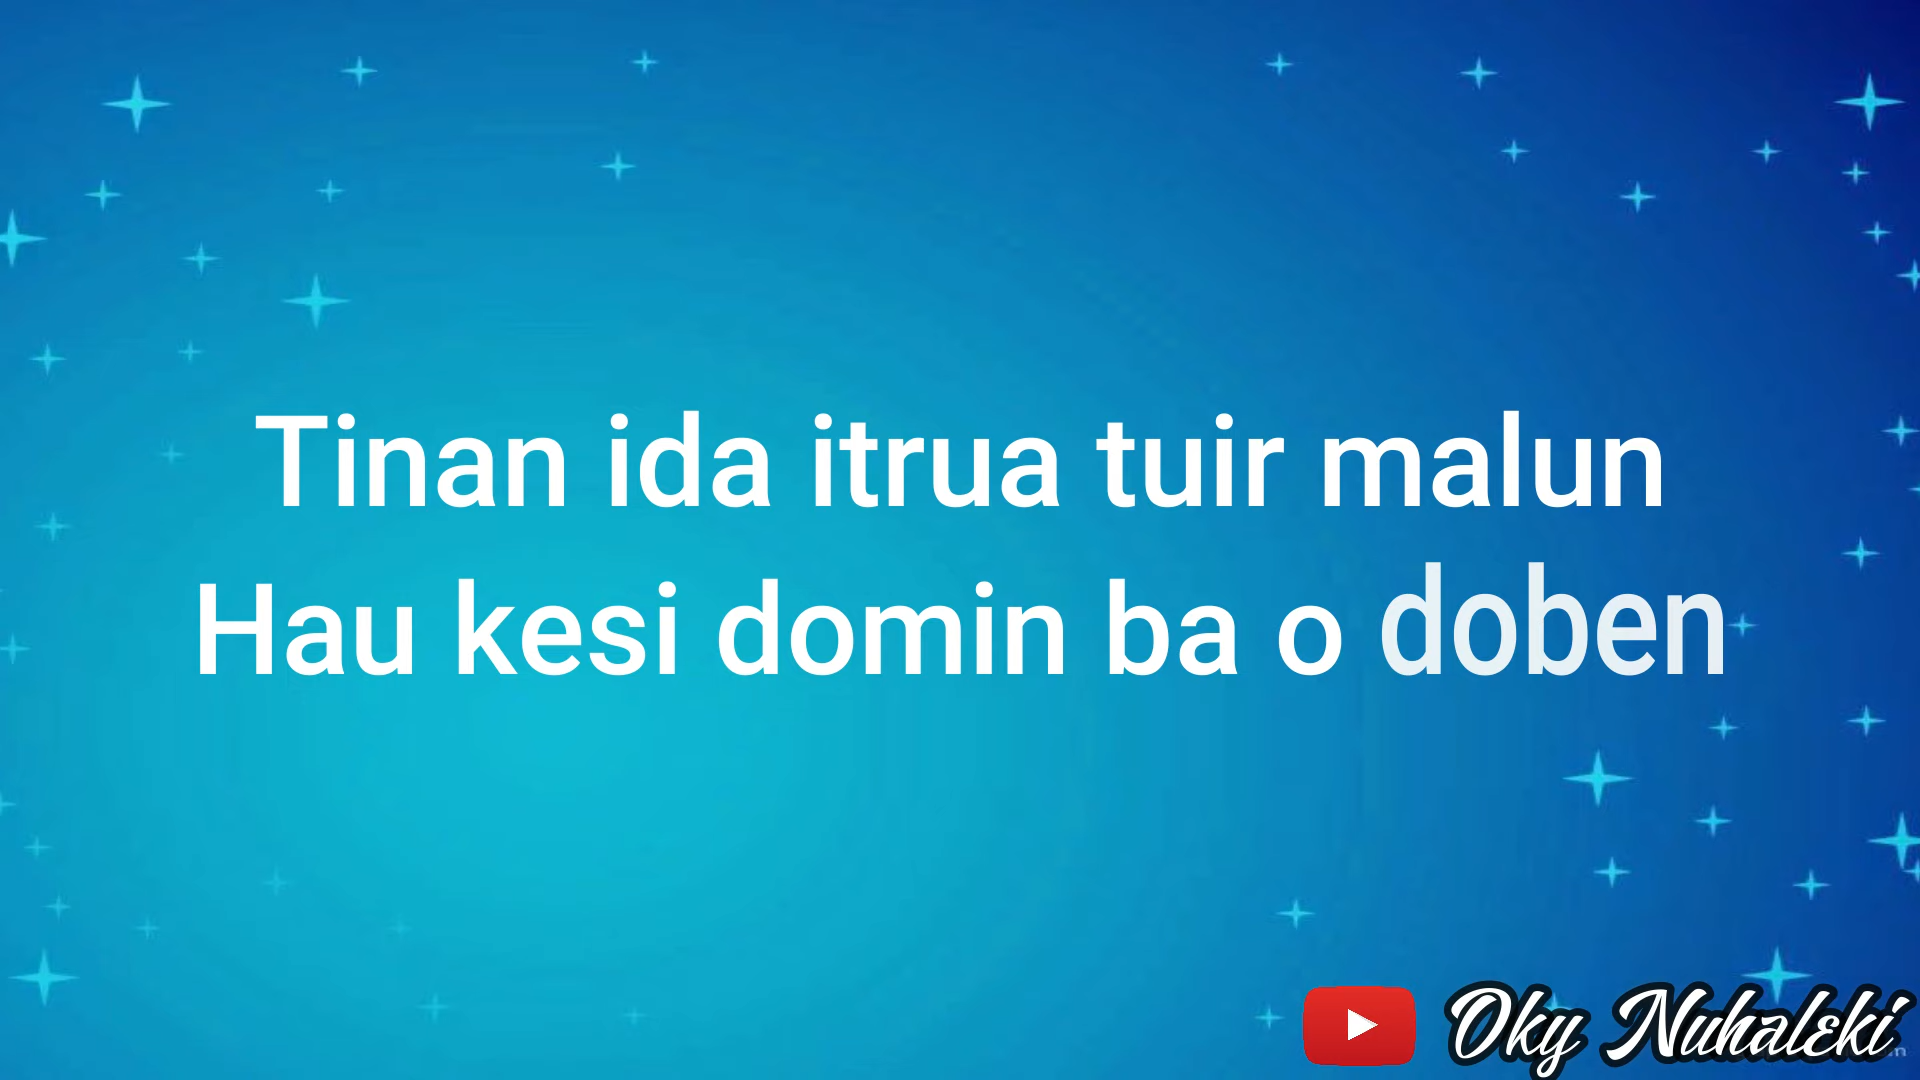 Tinan ida itrua tuir malun
Hau kesi domin ba o doben
Oky Nuhaleki